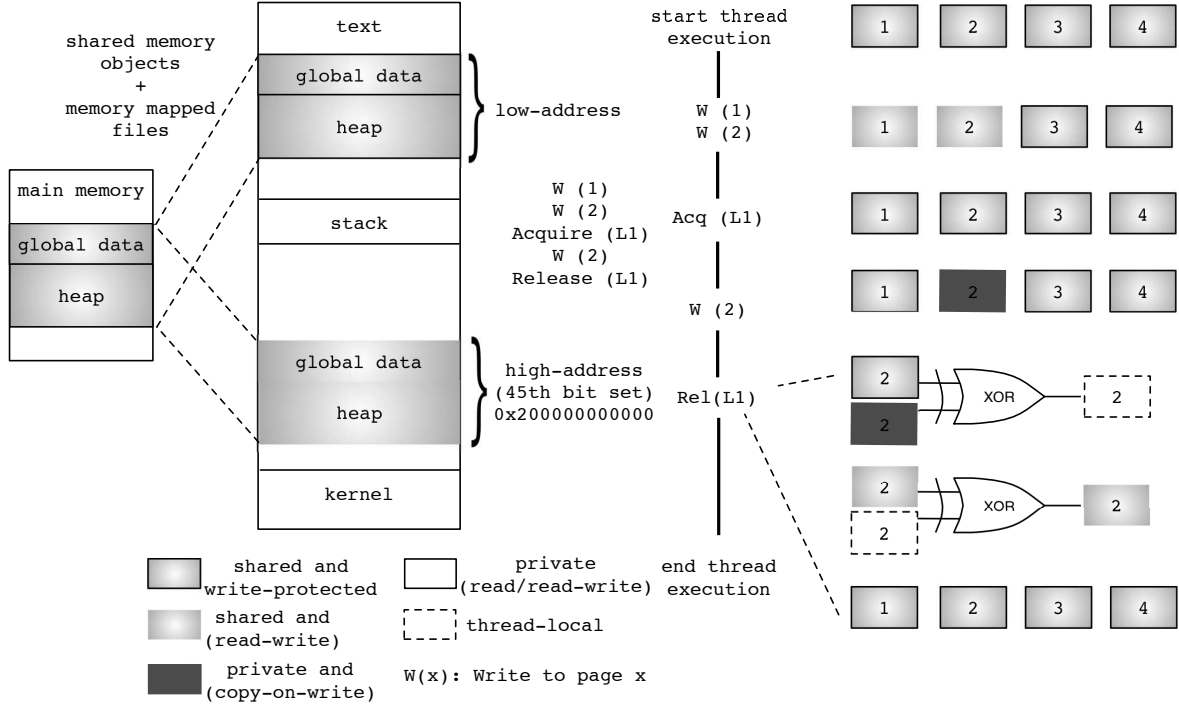 shared memory
objects
+
memory mapped
files
main memory
global data
heap
text
global data
heap
stack
global data
heap
kernel
low-address
W (1)
W (2)
Acquire (L1)
W (2)
Release (L1)
high-address
(45th bit set)
0x200000000000
start thread
execution
W (1)
W (2)
Acq (L1)
W (2)
Rel(L1)
end thread
execution
1 2 3 4
1 2 3 4
1 2 3 4
1 2 3 4
2
2
XOR
2
2
2
XOR
2
1 2 3 4
shared and
write-protected
shared and
(read-write)
private and
(copy-on-write)
private
(read/read-write)
thread-local
W(x): Write to page x